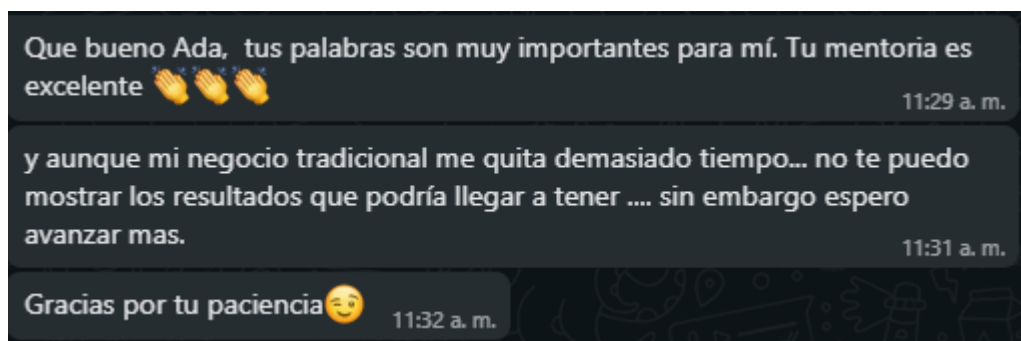 Que bueno Ada,  tus palabras son muy importantes para mí. Tu mentoria es
excelente 👏👏👏
11:29 a. m.
y aunque mi negocio tradicional me quita demasiado tiempo... no te puedo
mostrar los resultados que podría llegar a tener .... sin embargo espero
avanzar mas.
11:31 a. m.
Gracias por tu paciencia😉 11:32 a. m.